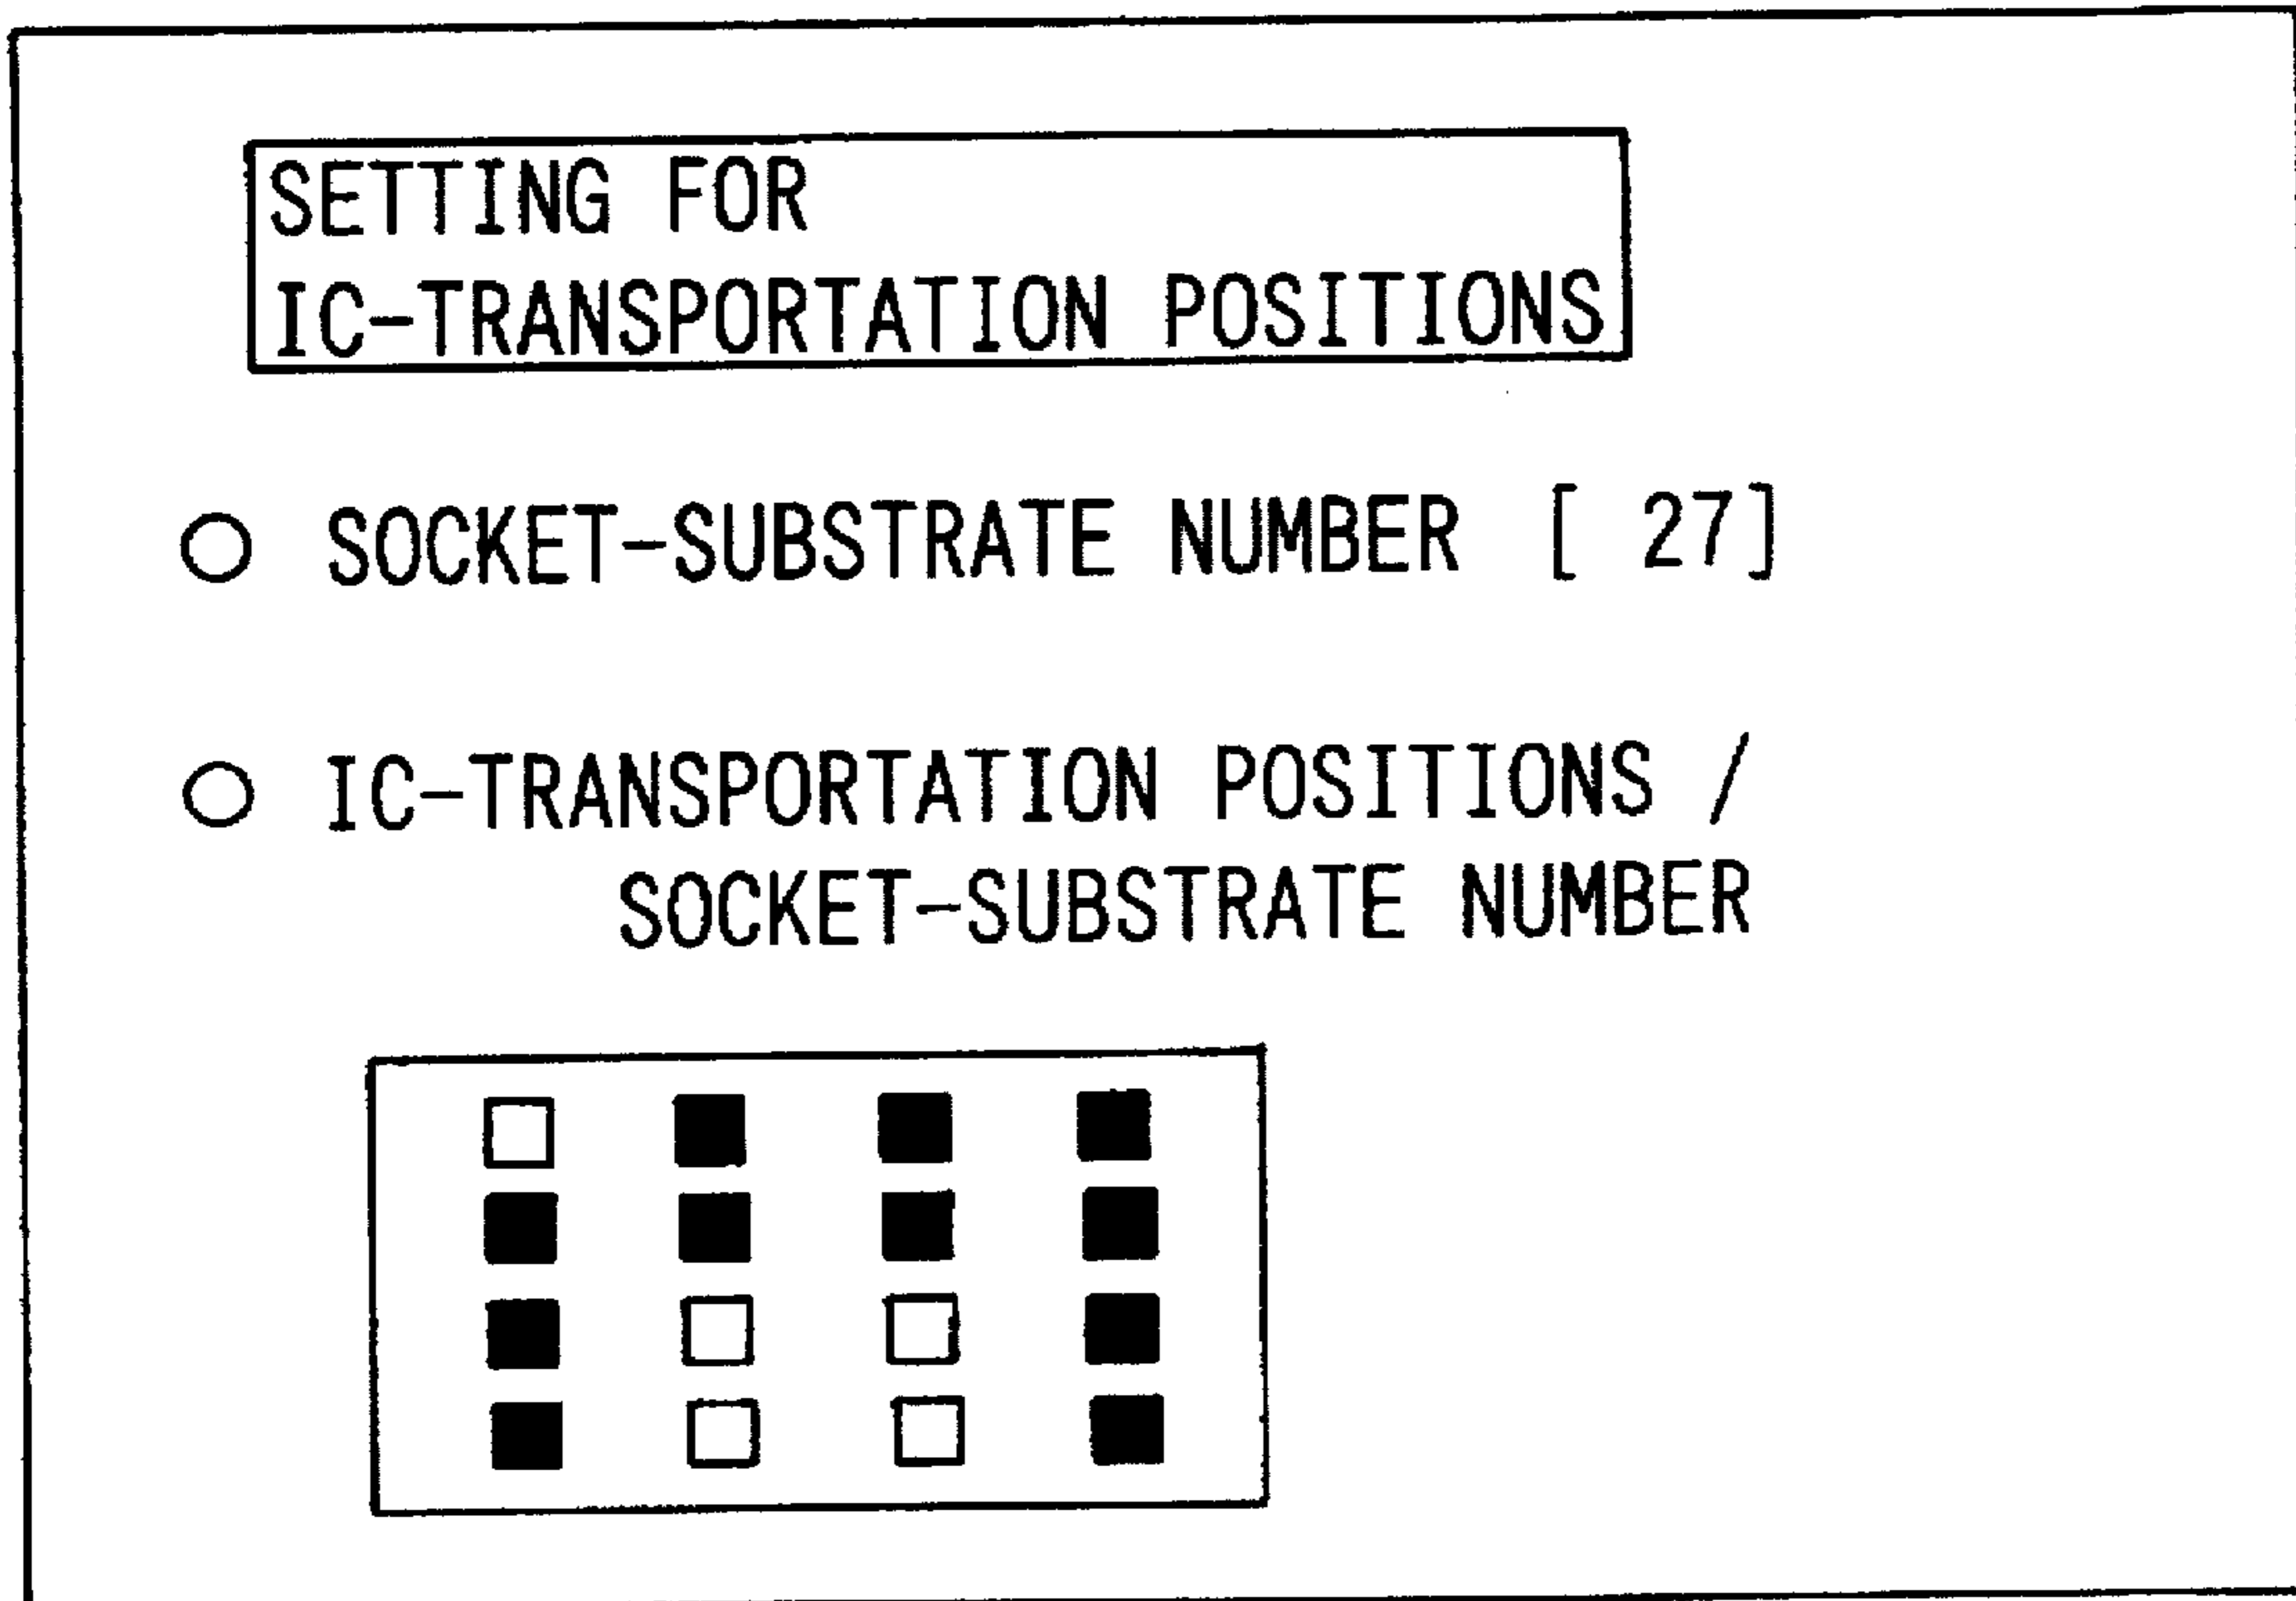 SETTING FOR
IC-TRANSPORTATION POSITIONS
○ SOCKET-SUBSTRATE NUMBER [ 27]
○ IC-TRANSPORTATION POSITIONS /
SOCKET-SUBSTRATE NUMBER